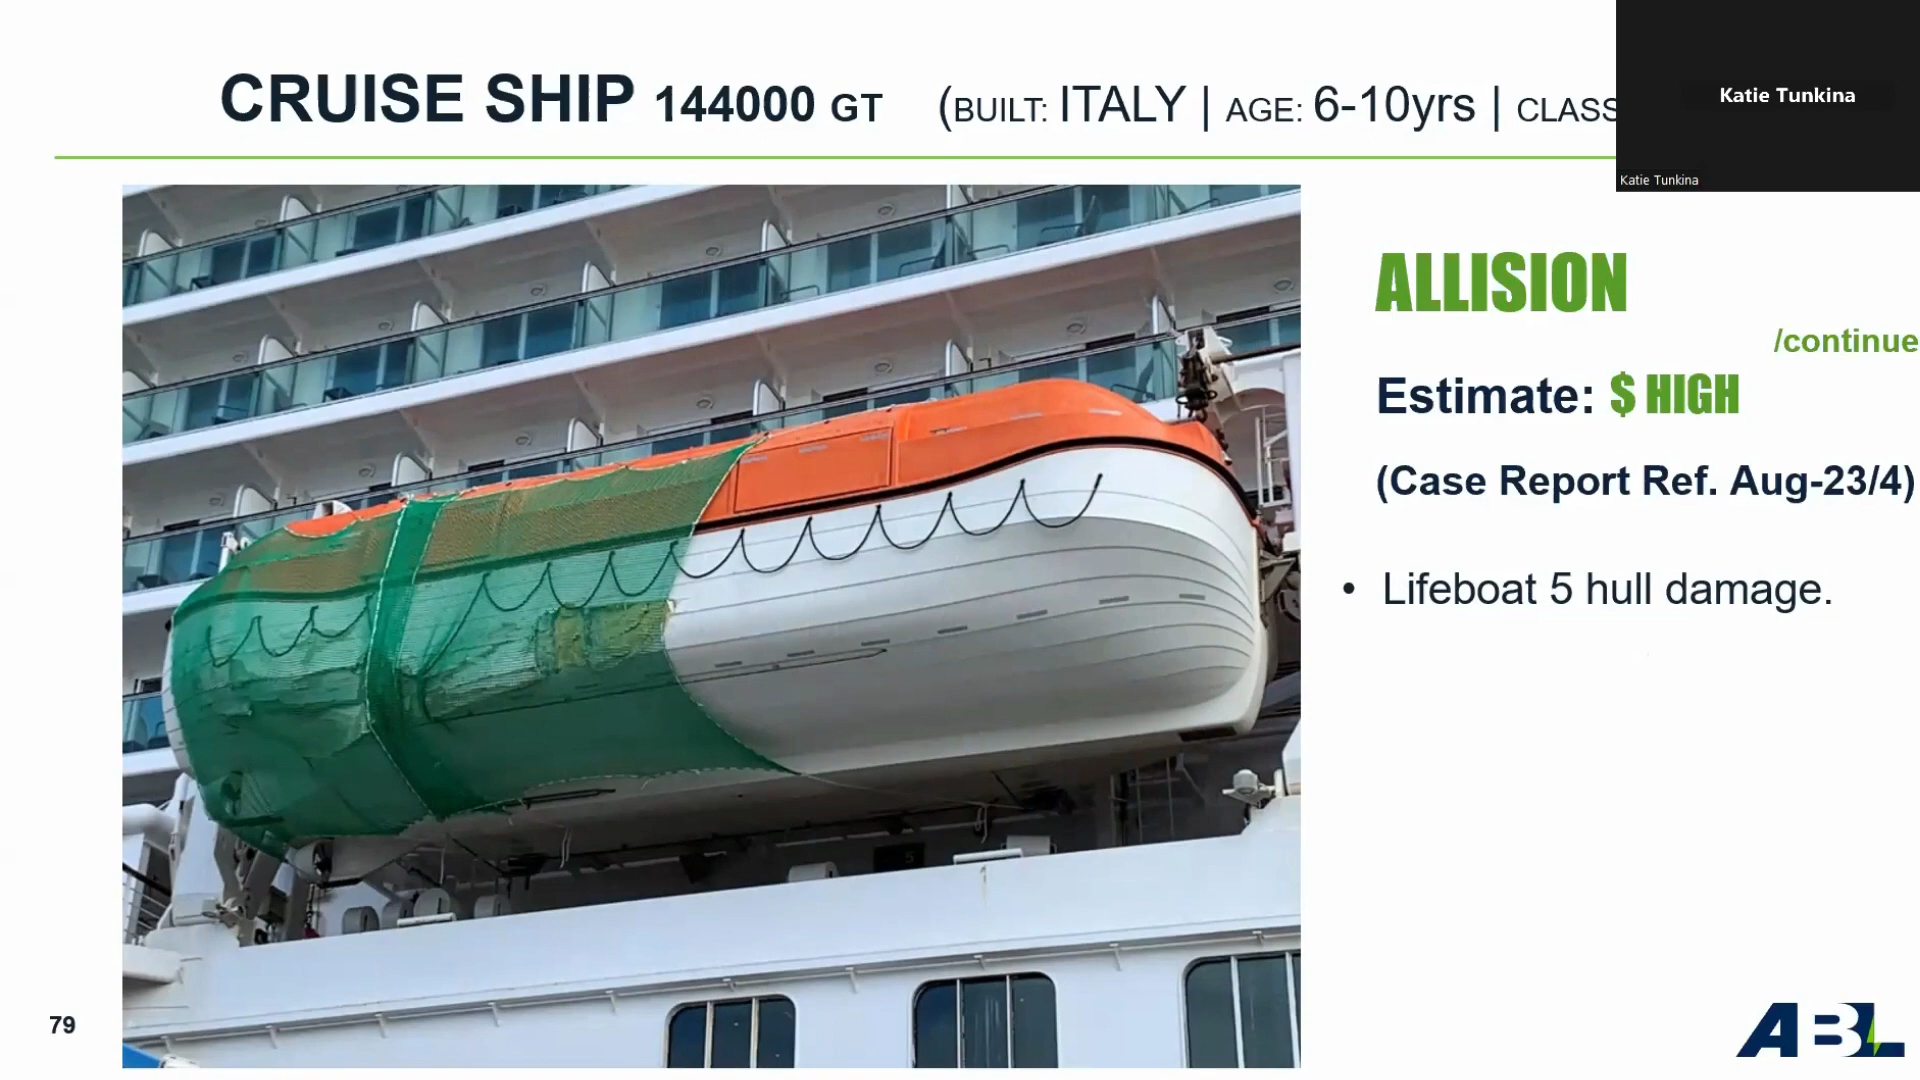 CRUISE SHIP 144000 GT (BUILT: ITALY | AGE: 6-10yrs | CLASS
Katie Tunkina
Katie Tunkina
ALLISION
/continue
Estimate: $ HIGH
(Case Report Ref. Aug-23/4)
• Lifeboat 5 hull damage.
5
79
ABL